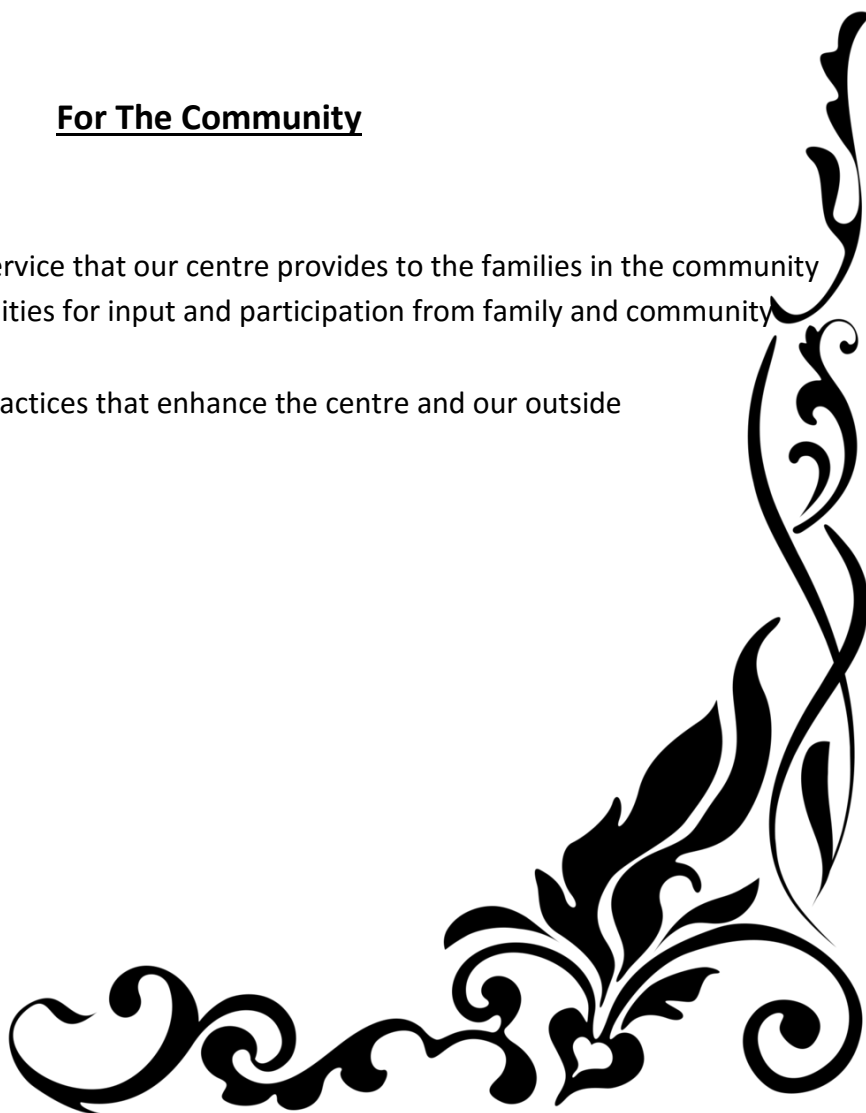 For The Community
ervice that our centre provides to the families in the community
ities for input and participation from family and community
actices that enhance the centre and our outside